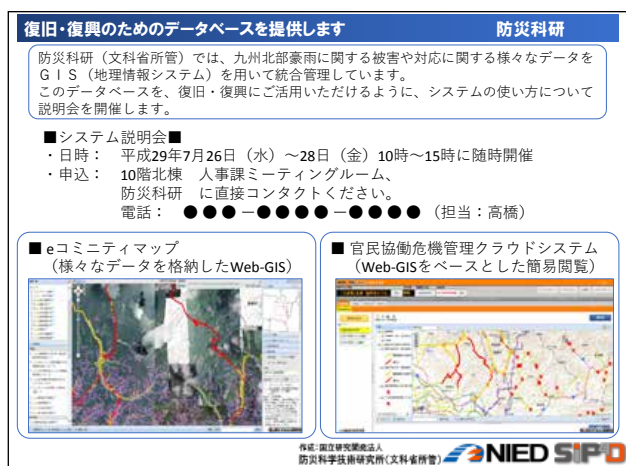 復旧・復興のためのデータベースを提供します 防災科研
防災科研（文科省所管）では、九州北部豪雨に関する被害や対応に関する様々なデータを
ＧＩＳ（地理情報システム）を用いて統合管理しています。
このデータベースを、復旧・復興にご活用いただけるように、システムの使い方について
説明会を開催します。
■システム説明会■
・日時： 平成29年7月26日（水）～28日（金）10時～15時に随時開催
・申込： 10階北棟 人事課ミーティングルーム、
防災科研 に直接コンタクトください。
電話： ●●●－●●●●－●●●●（担当：高橋）
■ eコミニティマップ
（様々なデータを格納したWeb-GIS）
■ 官民協働危機管理クラウドシステム
（Web-GISをベースとした簡易閲覧）
作成：国立研究開発法人
防災科学技術研究所（文科省所管）
NIED SIP4D